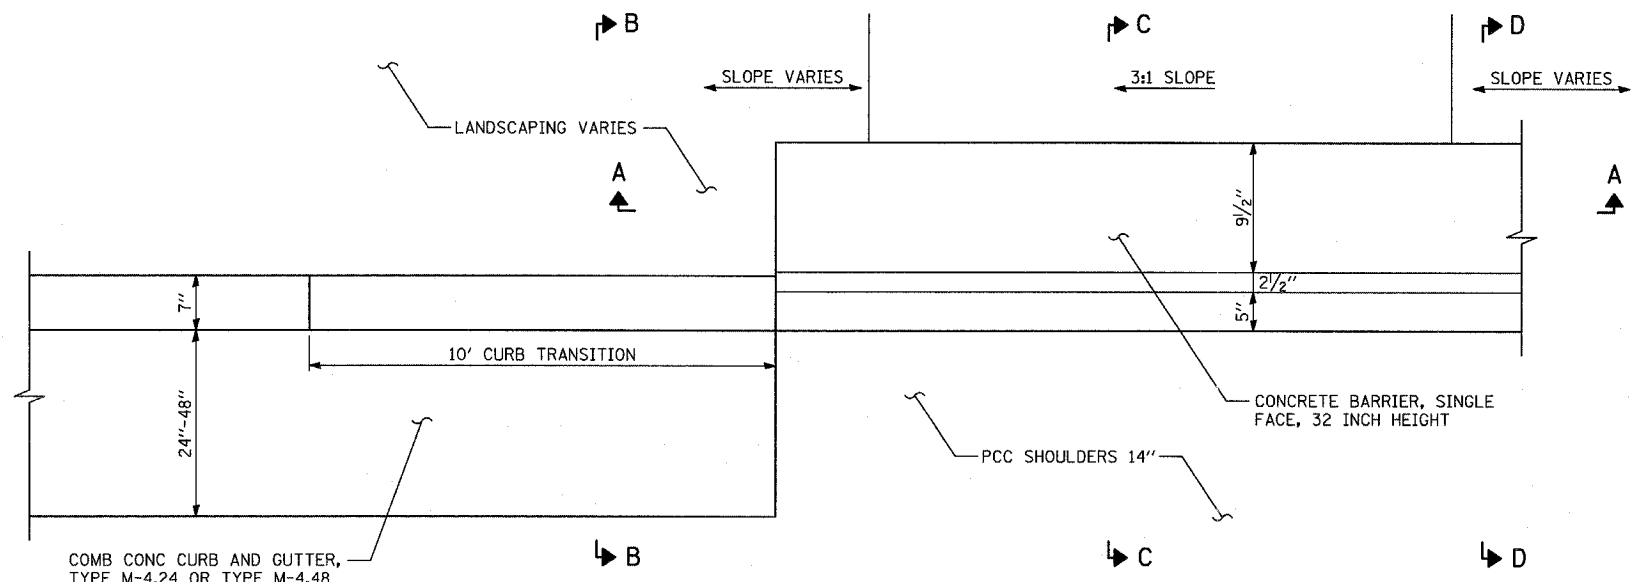 B
C
D
SLOPE VARIES
3:1 SLOPE
SLOPE VARIES
LANDSCAPING VARIES
A
A
9½"
2½"
5"
7"
10' CURB TRANSITION
24"-48"
CONCRETE BARRIER, SINGLE
FACE, 32 INCH HEIGHT
PCC SHOULDERS 14"
COMB CONC CURB AND GUTTER,
TYPE M-4.24 OR TYPE M-4.48
B
C
D